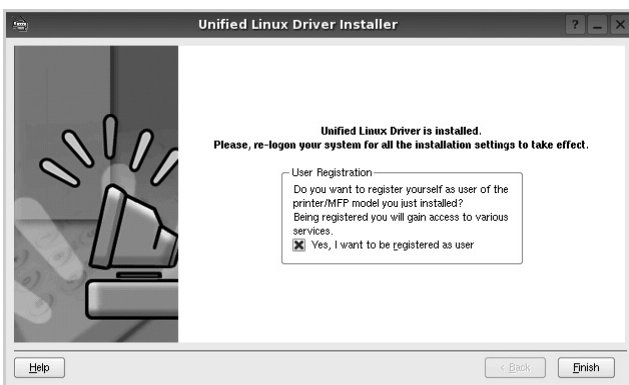 Unified Linux Driver Installer
? _ X
Unified Linux Driver is installed.
Please, re-logon your system for all the installation settings to take effect.
User Registration
Do you want to register yourself as user of the
printer/MFP model you just installed?
Being registered you will gain access to various
services.
Yes, I want to be registered as user
Help
< Back
Finish